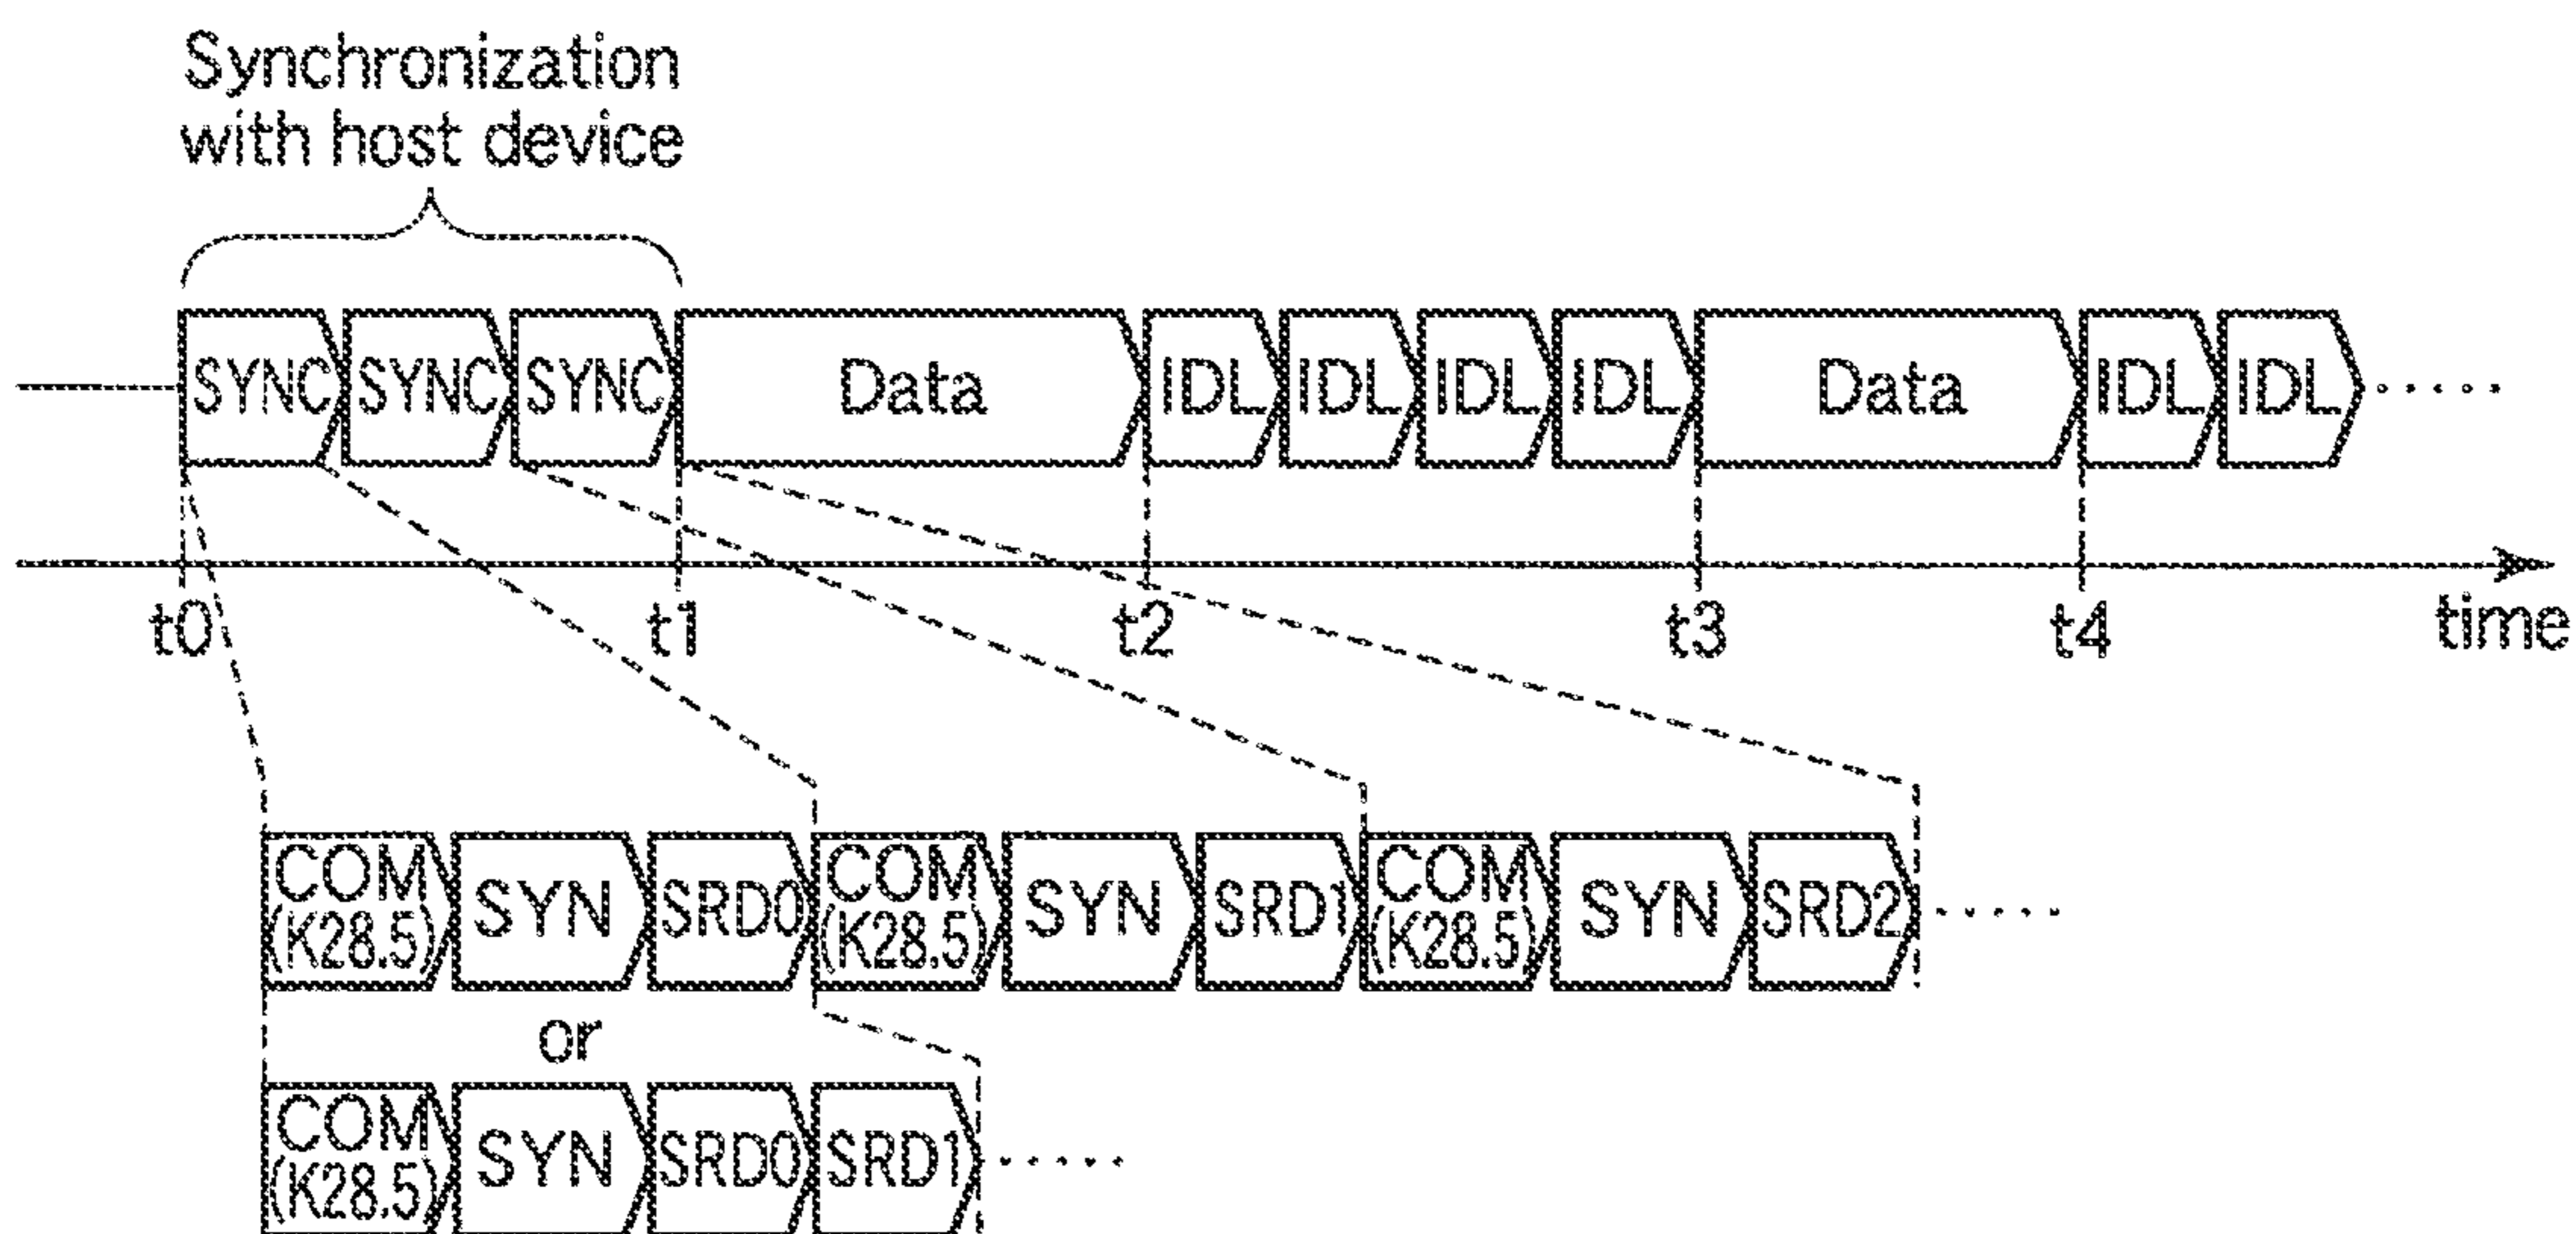 Synchronization
with host device
SYNC SYNC SYNC Data IDL IDL IDL IDL Data IDL IDL ·····
t0 t1 t2 t3 t4 time
COM SYN SRD0 COM SYN SRD1 COM SYN SRD2 ·····
(K28.5) (K28.5) (K28.5)
or
COM SYN SRD0 SRD1 ·····
(K28.5)